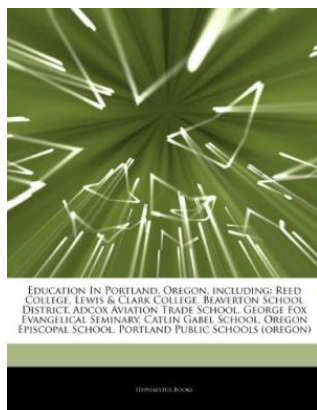 Education In Portland, Oregon, including: Reed
College, Lewis & Clark College, Beaverton School
District, Adcox Aviation Trade School, George Fox
Evangelical Seminary, Catlin Gabel School, Oregon
Episcopal School, Portland Public Schools (oregon)
Hephaestus Books